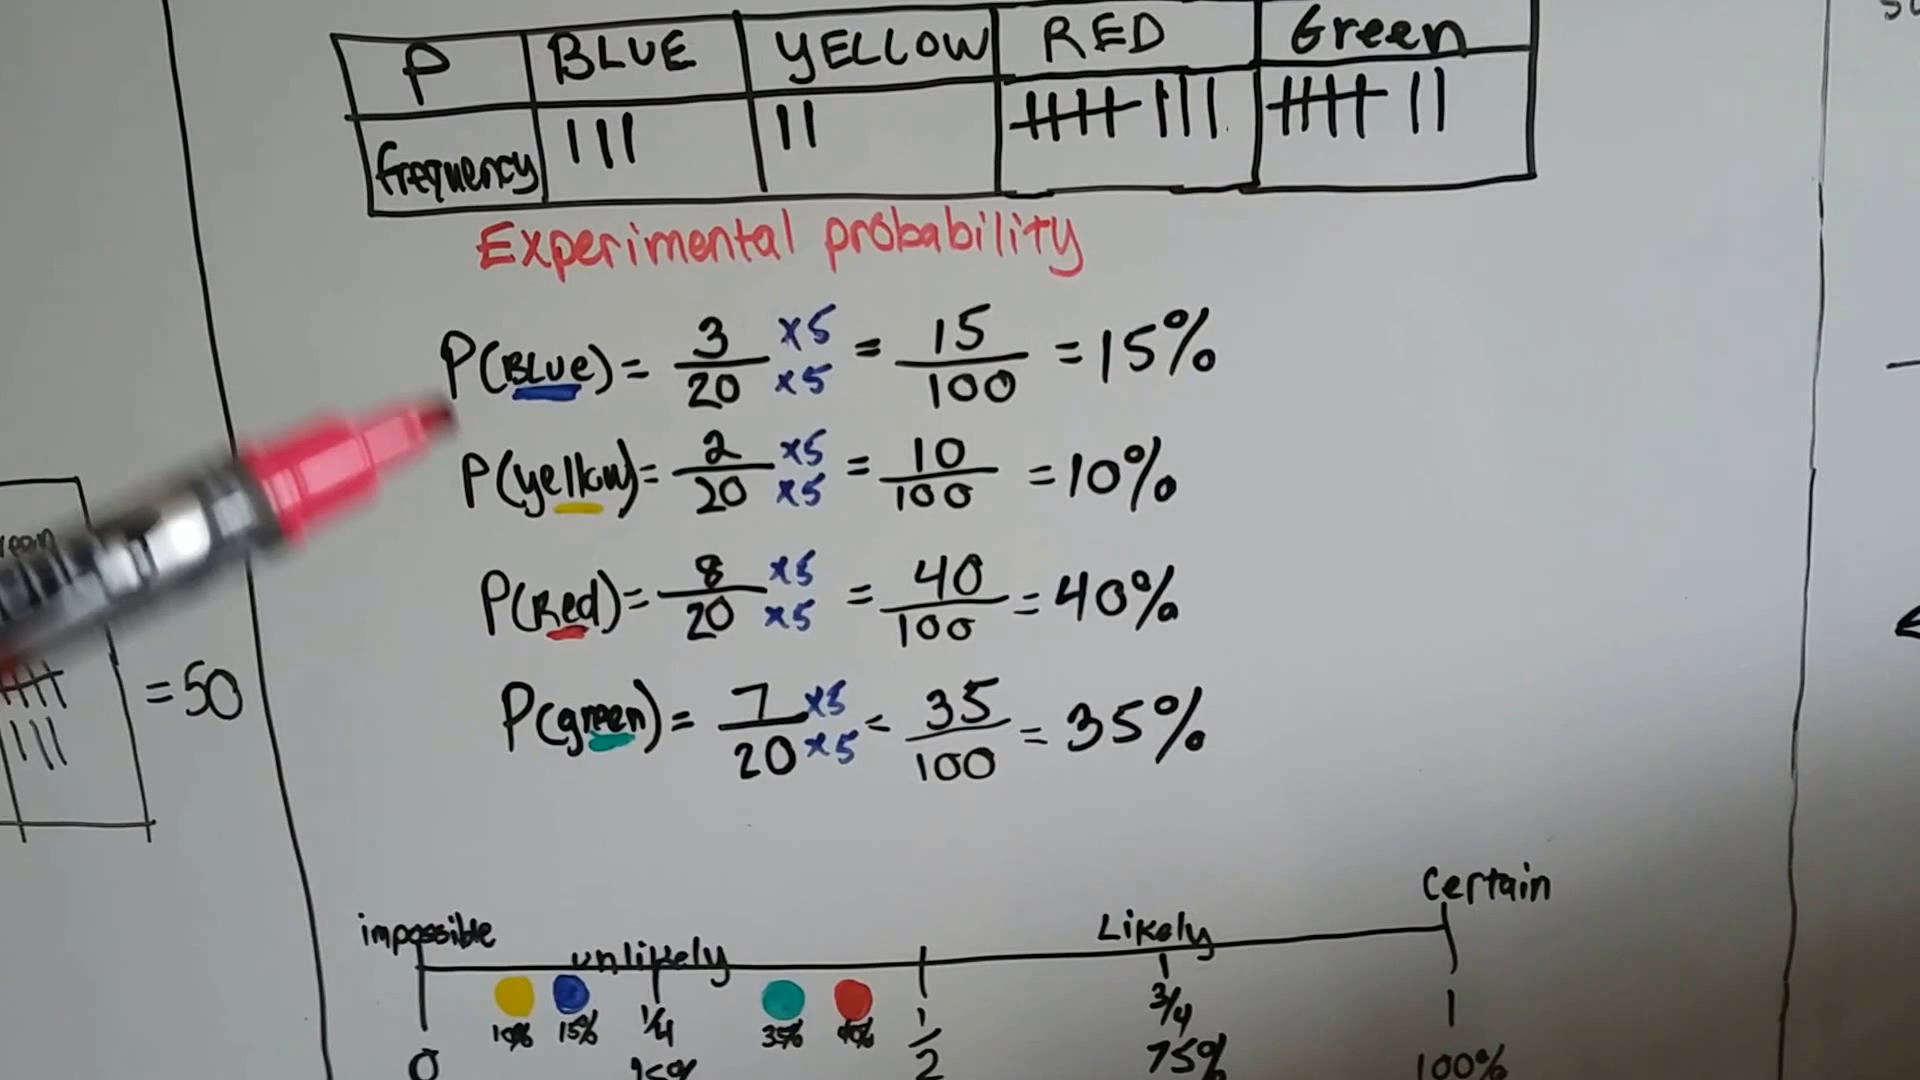 P BLUE YELLOW RED Green
frequency
Experimental probability
P(BLUe) = 3/20 ×5 ×5 = 15/100 = 15%
P(yellow) = 2/20 ×5 ×5 = 10/100 = 10%
P(Red) = 8/20 ×5 ×5 = 40/100 = 40%
P(green) = 7/20 ×5 ×5 = 35/100 = 35%
= 50
impossible unlikely Likely Certain
10% 15% 1/4 35% 40% 1/2 3/4 1
0 75% 100%